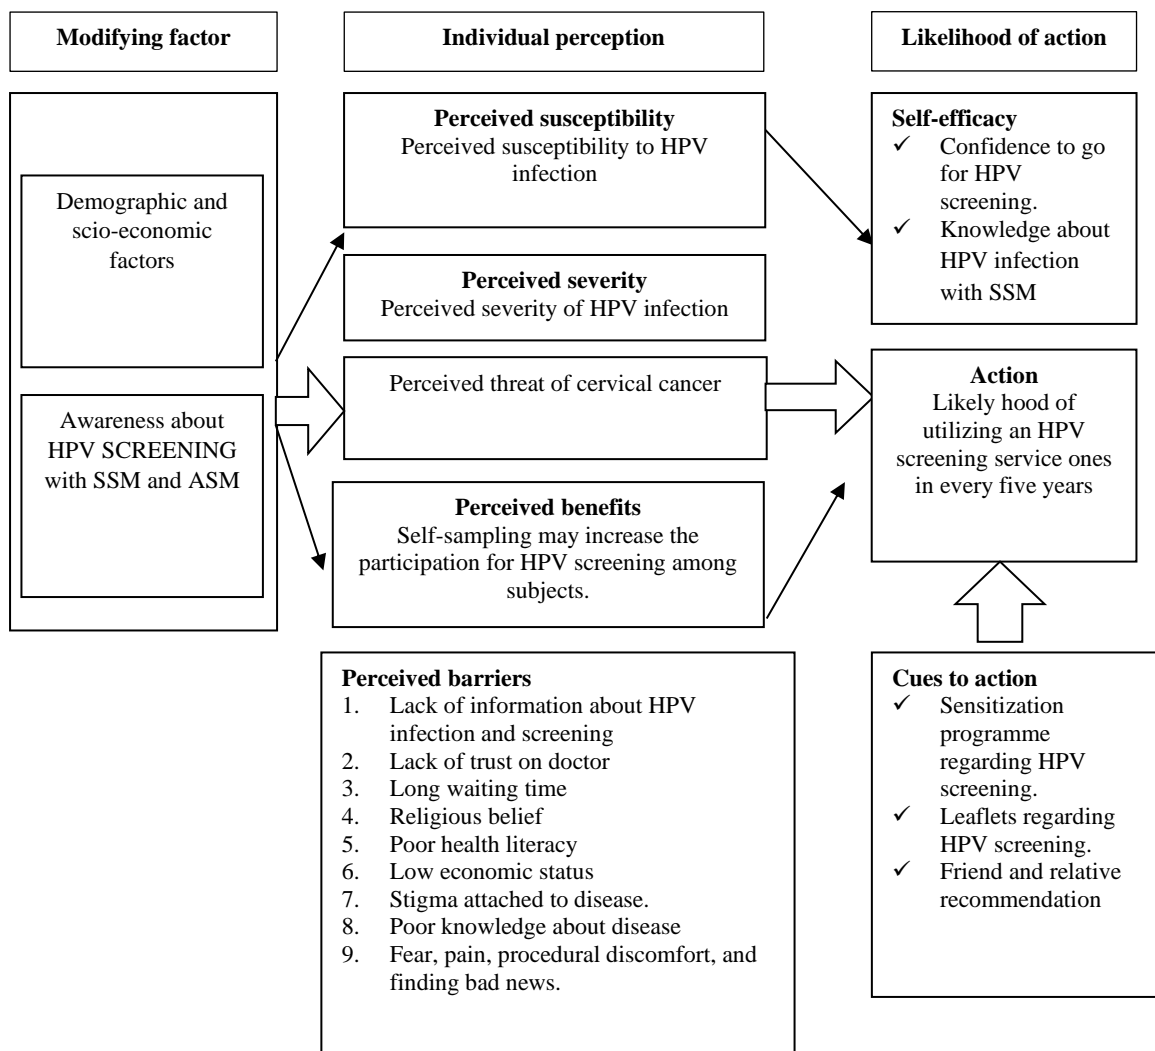 Modifying factor
Individual perception
Likelihood of action
Demographic and
scio-economic
factors
Awareness about
HPV SCREENING
with SSM and ASM
Perceived susceptibility
Perceived susceptibility to HPV
infection
Perceived severity
Perceived severity of HPV infection
Perceived threat of cervical cancer
Perceived benefits
Self-sampling may increase the
participation for HPV screening among
subjects.
Perceived barriers
1. Lack of information about HPV
infection and screening
2. Lack of trust on doctor
3. Long waiting time
4. Religious belief
5. Poor health literacy
6. Low economic status
7. Stigma attached to disease.
8. Poor knowledge about disease
9. Fear, pain, procedural discomfort, and
finding bad news.
Self-efficacy
✓ Confidence to go
for HPV
screening.
✓ Knowledge about
HPV infection
with SSM
Action
Likely hood of
utilizing an HPV
screening service ones
in every five years
Cues to action
✓ Sensitization
programme
regarding HPV
screening.
✓ Leaflets regarding
HPV screening.
✓ Friend and relative
recommendation